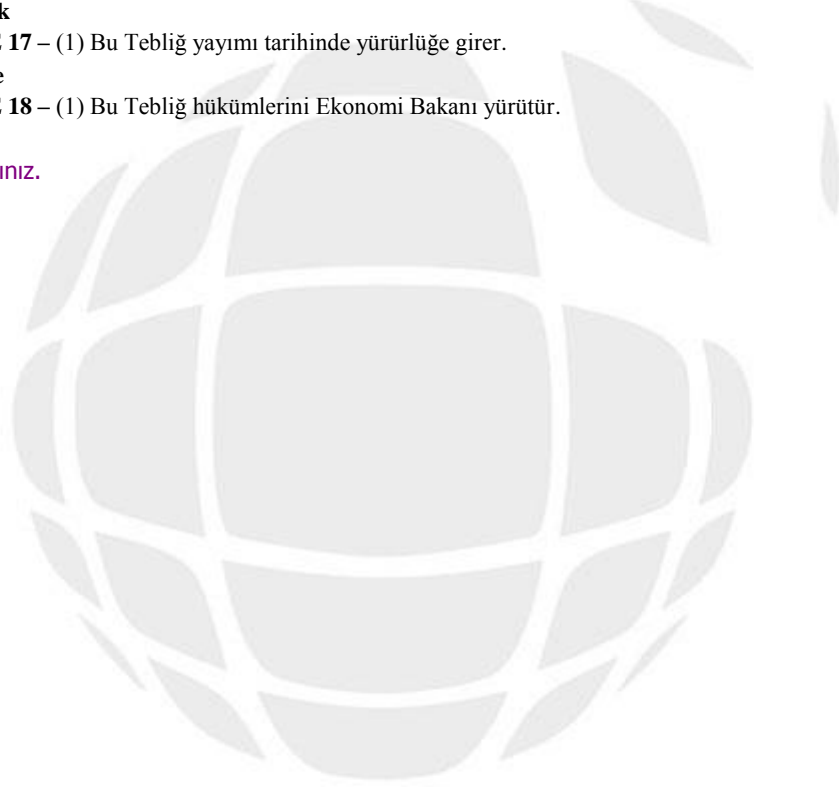 k
17 – (1) Bu Tebliğ yayımı tarihinde yürürlüğe girer.
e
18 – (1) Bu Tebliğ hükümlerini Ekonomi Bakanı yürütür.
ınız.